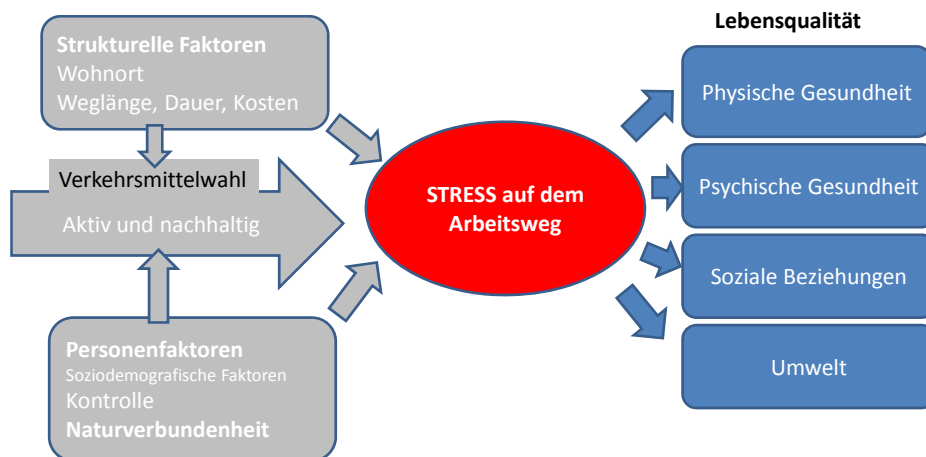 Lebensqualität
Strukturelle Faktoren
Wohnort
Weglänge, Dauer, Kosten
Verkehrsmittelwahl
Aktiv und nachhaltig
Personenfaktoren
Soziodemografische Faktoren
Kontrolle
Naturverbundenheit
STRESS auf dem
Arbeitsweg
Physische Gesundheit
Psychische Gesundheit
Soziale Beziehungen
Umwelt